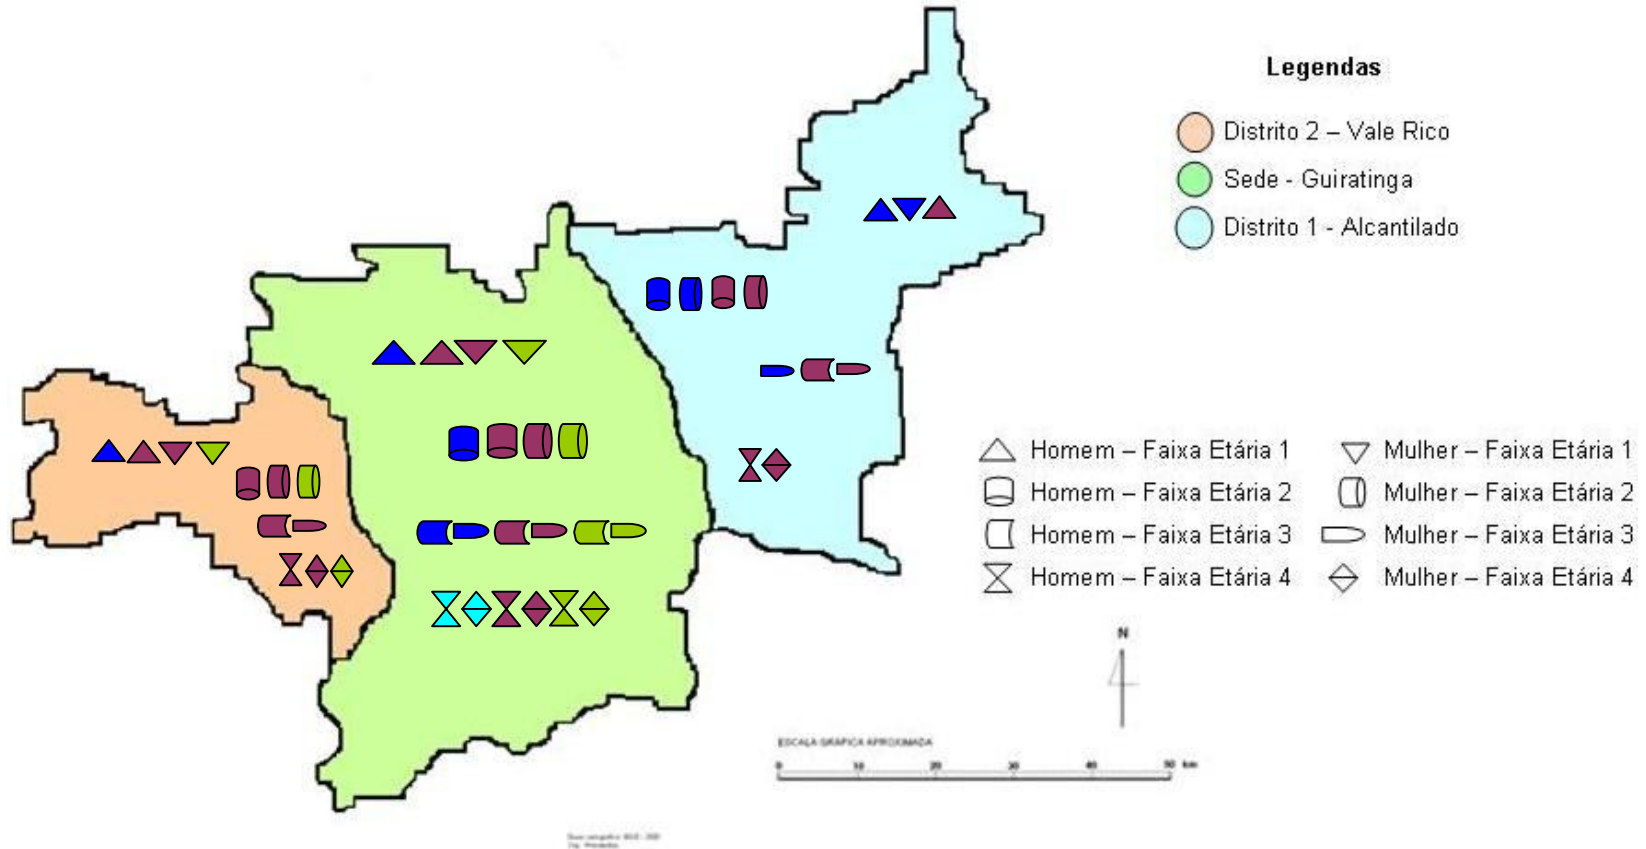 Legendas
Distrito 2 – Vale Rico
Sede - Guiratinga
Distrito 1 - Alcantilado
Homem – Faixa Etária 1
Mulher – Faixa Etária 1
Homem – Faixa Etária 2
Mulher – Faixa Etária 2
Homem – Faixa Etária 3
Mulher – Faixa Etária 3
Homem – Faixa Etária 4
Mulher – Faixa Etária 4
N
ESCALA GRÁFICA APROXIMADA
0 10 20 30 40 50 km